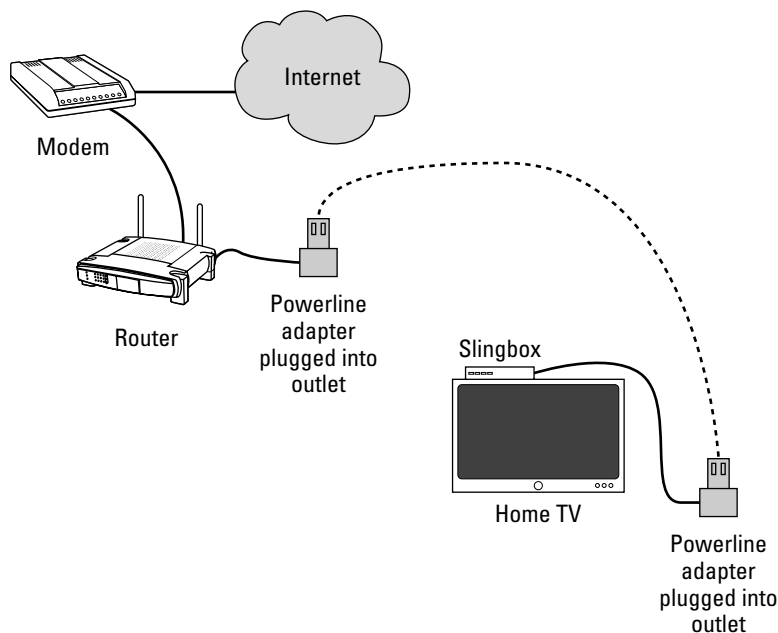 Internet
Modem
Router
Powerline
adapter
plugged into
outlet
Slingbox
Home TV
Powerline
adapter
plugged into
outlet